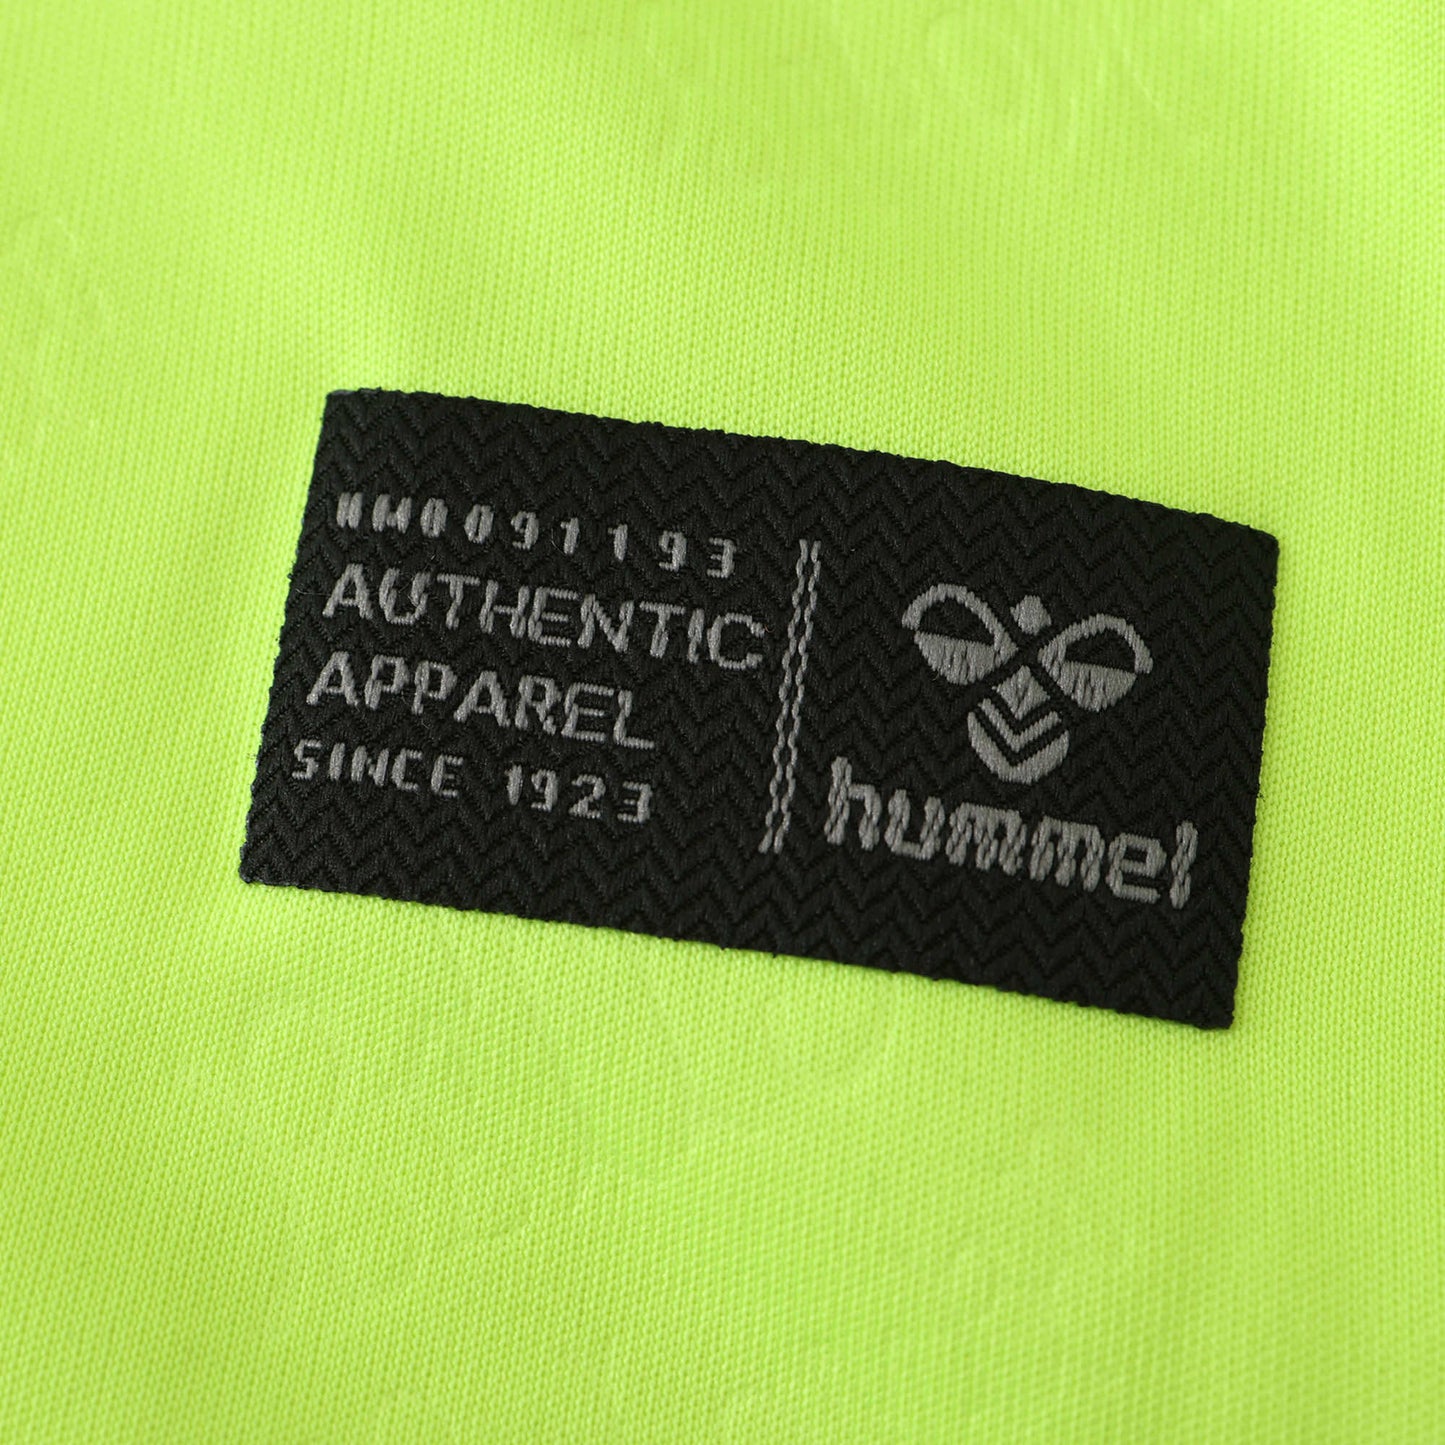 HM0091193
AUTHENTIC
APPAREL
SINCE 1923
hummel